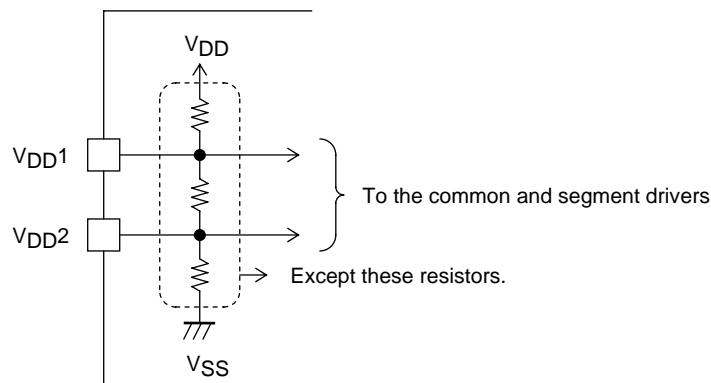 VDD
VDD1
To the common and segment drivers
VDD2
Except these resistors.
VSS